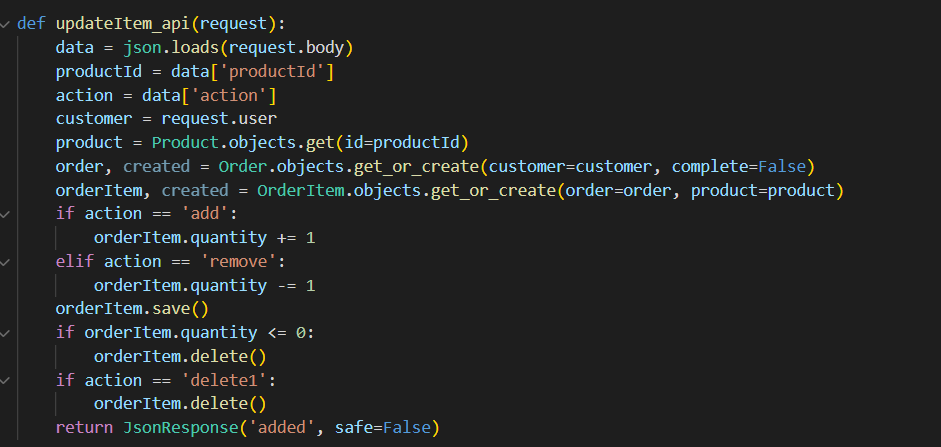 def updateItem_api(request):
    data = json.loads(request.body)
    productId = data['productId']
    action = data['action']
    customer = request.user
    product = Product.objects.get(id=productId)
    order, created = Order.objects.get_or_create(customer=customer, complete=False)
    orderItem, created = OrderItem.objects.get_or_create(order=order, product=product)
    if action == 'add':
        orderItem.quantity += 1
    elif action == 'remove':
        orderItem.quantity -= 1
    orderItem.save()
    if orderItem.quantity <= 0:
        orderItem.delete()
    if action == 'delete1':
        orderItem.delete()
    return JsonResponse('added', safe=False)